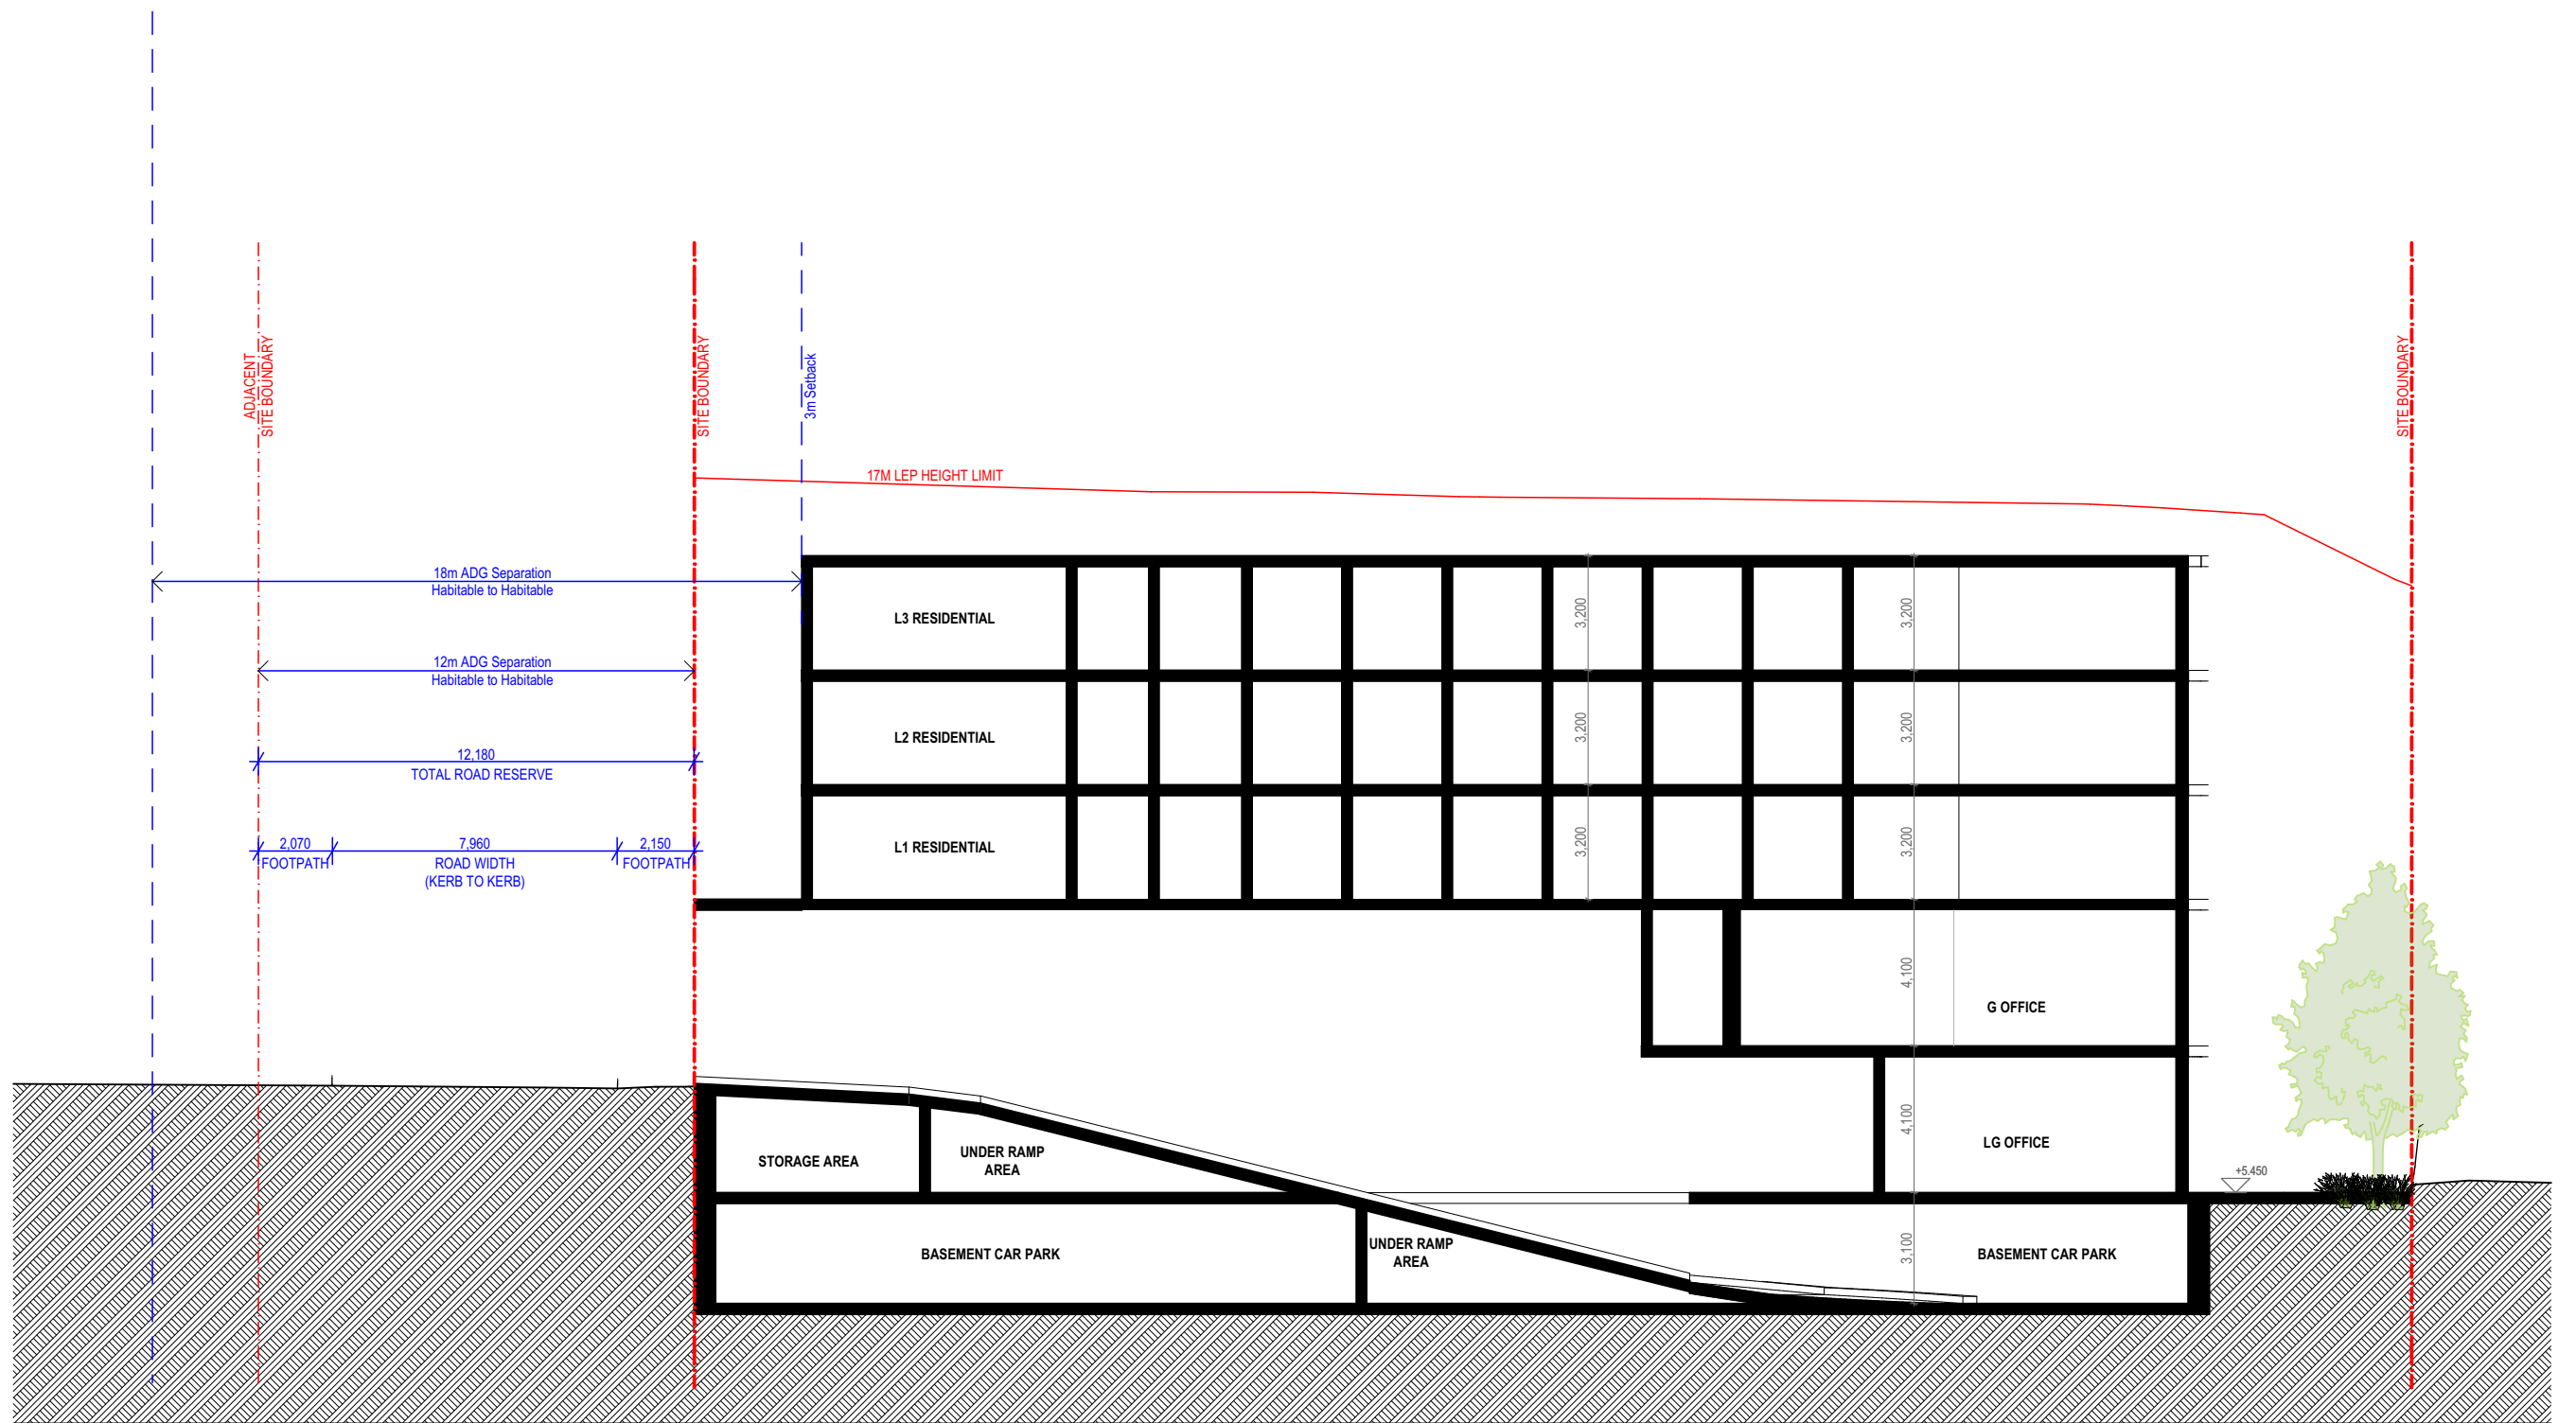 ADJACENT
SITE BOUNDARY
SITE BOUNDARY
3m Setback
SITE BOUNDARY
17M LEP HEIGHT LIMIT
18m ADG Separation
Habitable to Habitable
L3 RESIDENTIAL
3,200
3,200
12m ADG Separation
Habitable to Habitable
L2 RESIDENTIAL
3,200
3,200
12,180
TOTAL ROAD RESERVE
2,070
FOOTPATH
7,960
ROAD WIDTH
(KERB TO KERB)
2,150
FOOTPATH
L1 RESIDENTIAL
3,200
3,200
4,100
G OFFICE
4,100
LG OFFICE
STORAGE AREA
UNDER RAMP
AREA
+5.450
BASEMENT CAR PARK
UNDER RAMP
AREA
3,100
BASEMENT CAR PARK